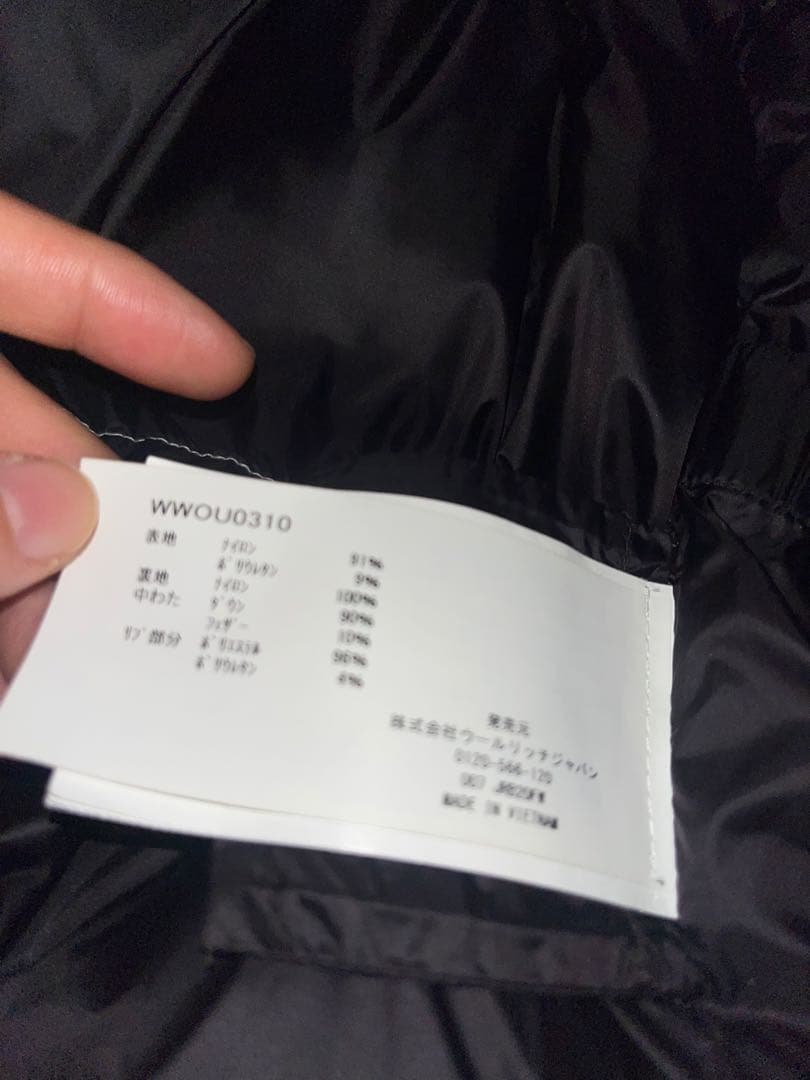 WWOU0310
表地 ナイロン 91%
ポリウレタン 9%
裏地 ナイロン 100%
中わた ダウン 90%
フェザー 10%
リブ部分 ポリエステル 96%
ポリウレタン 4%
発売元
株式会社ウールリッチジャパン
0120-566-120
MADE IN VIETNAM